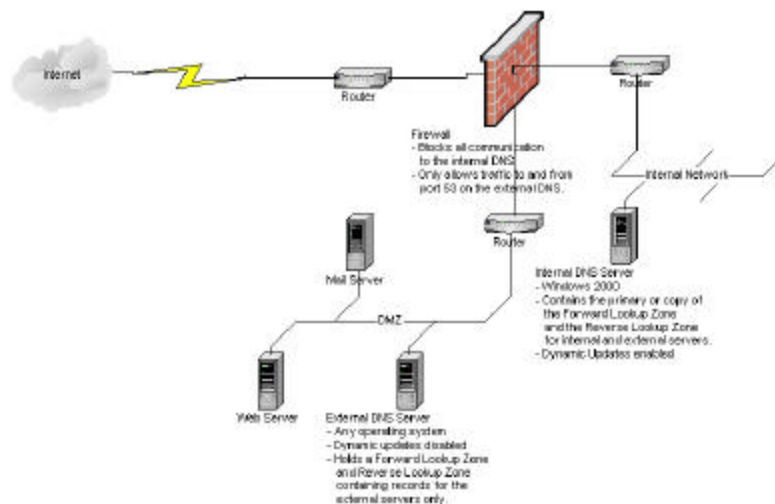 Internet
Router
Router
Firewall
- Blocks all communication
to the internal DNS
- Only allows traffic to and from
port 53 on the external DNS.
Internal Network
Router
Mail Server
Internal DNS Server
- Windows 2000
- Contains the primary or copy of
the Forward Lookup Zone
and the Reverse Lookup Zone
for internal and external servers.
- Dynamic Updates enabled
DMZ
Web Server
External DNS Server
- Any operating system
- Dynamic updates disabled
- Holds a Forward Lookup Zone
and Reverse Lookup Zone
containing records for the
external servers only.